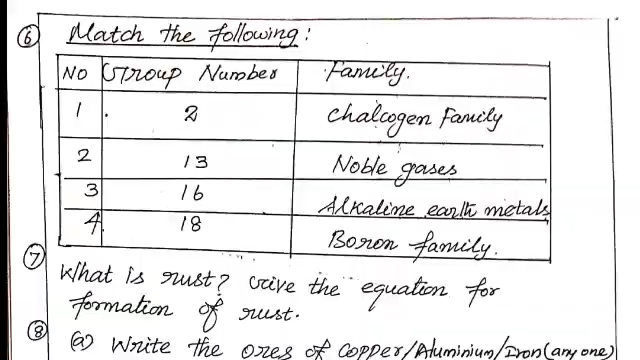 ⑥ Match the following:
No Group Number Family.
1 2 Chalcogen Family
2 13 Noble gases
3 16 Alkaline earth metals
4 18 Boron family.
⑦ What is rust? Give the equation for
formation of rust.
⑧ (a) Write the ores of Copper/Aluminium/Iron(any one)